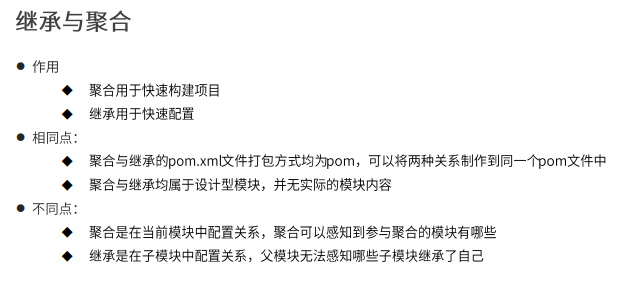 继承与聚合
作用
聚合用于快速构建项目
继承用于快速配置
相同点：
聚合与继承的pom.xml文件打包方式均为pom，可以将两种关系制作到同一个pom文件中
聚合与继承均属于设计型模块，并无实际的模块内容
不同点：
聚合是在当前模块中配置关系，聚合可以感知到参与聚合的模块有哪些
继承是在子模块中配置关系，父模块无法感知哪些子模块继承了自己